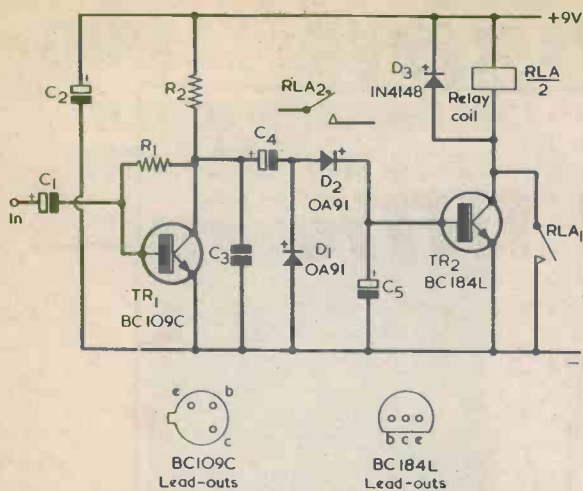 +9V
C2
R2
RLA2
D3
1N4148
Relay
coil
RLA
2
R1
C4
C1
In
D2
OA91
C3
D1
OA91
C5
TR1
BC109C
TR2
BC184L
RLA1
−
e
b
c
BC109C
Lead-outs
b c e
BC184L
Lead-outs